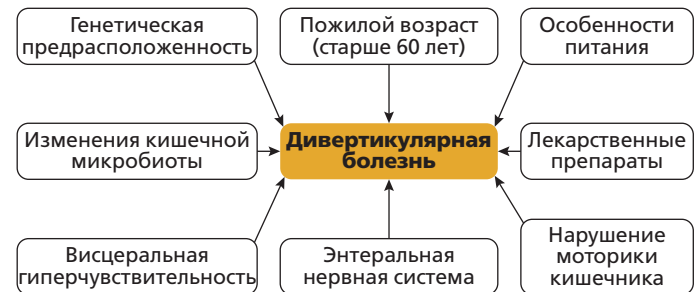 Генетическая
предрасположенность
Пожилой возраст
(старше 60 лет)
Особенности
питания
Изменения кишечной
микробиоты
Дивертикулярная
болезнь
Лекарственные
препараты
Висцеральная
гиперчувствительность
Энтеральная
нервная система
Нарушение
моторики
кишечника